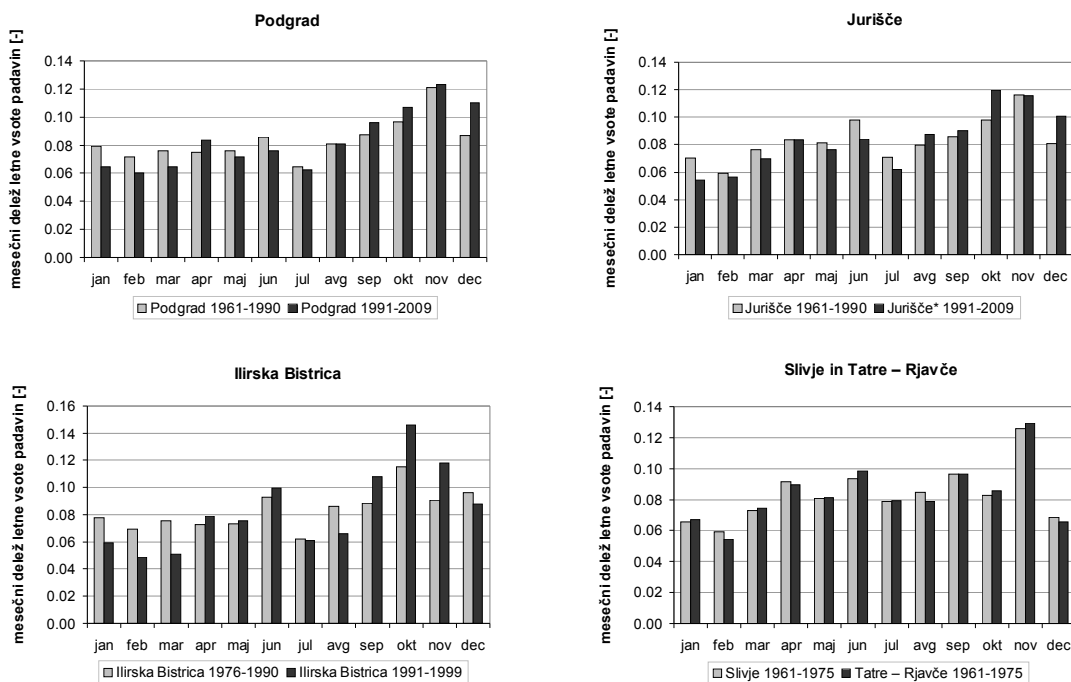 Podgrad
mesečni delež letne vsote padavin [-]
0.14
0.12
0.10
0.08
0.06
0.04
0.02
0.00
jan feb mar apr maj jun jul avg sep okt nov dec
Podgrad 1961-1990 Podgrad 1991-2009
Jurišče
mesečni delež letne vsote padavin [-]
0.14
0.12
0.10
0.08
0.06
0.04
0.02
0.00
jan feb mar apr maj jun jul avg sep okt nov dec
Jurišče 1961-1990 Jurišče* 1991-2009
Ilirska Bistrica
mesečni delež letne vsote padavin [-]
0.16
0.14
0.12
0.10
0.08
0.06
0.04
0.02
0.00
jan feb mar apr maj jun jul avg sep okt nov dec
Ilirska Bistrica 1976-1990 Ilirska Bistrica 1991-1999
Slivje in Tatre – Rjavče
mesečni delež letne vsote padavin [-]
0.14
0.12
0.10
0.08
0.06
0.04
0.02
0.00
jan feb mar apr maj jun jul avg sep okt nov dec
Slivje 1961-1975 Tatre – Rjavče 1961-1975